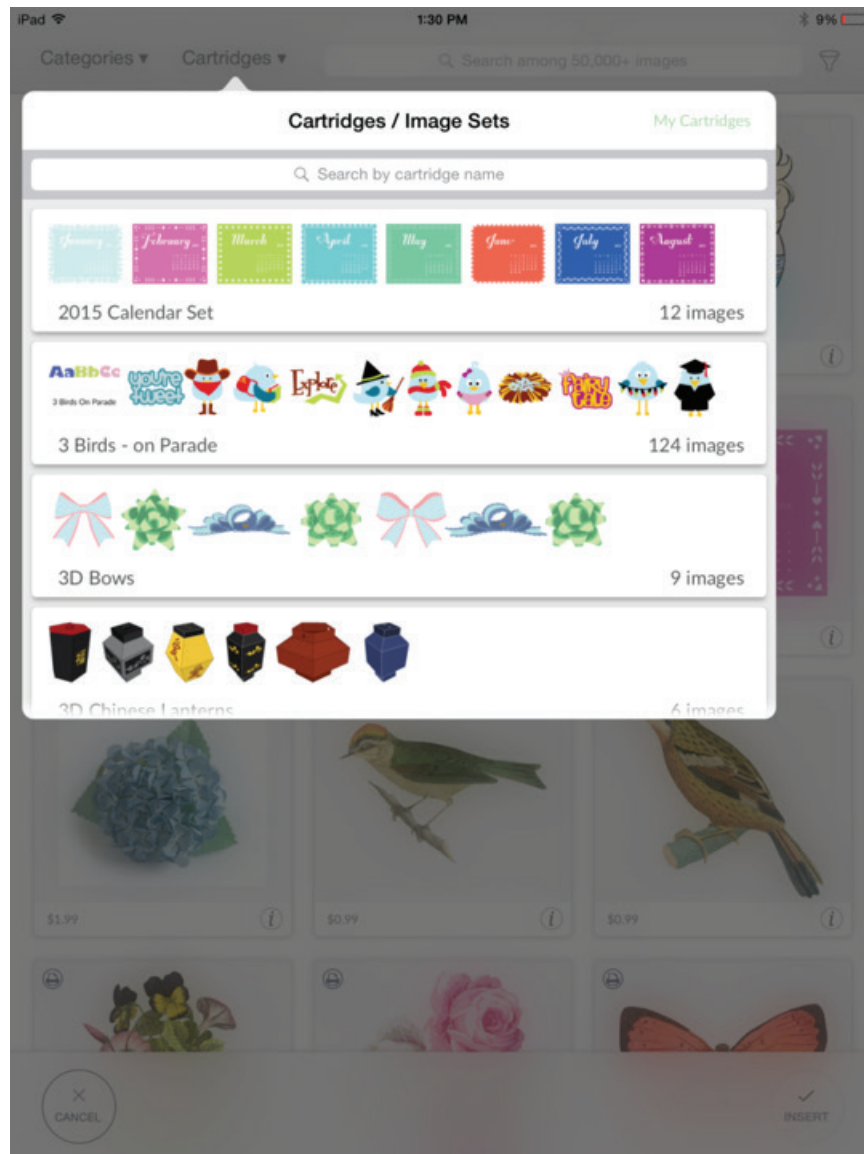 iPad 1:30 PM 9%
Categories ▾ Cartridges ▾ Search among 50,000+ images
Cartridges / Image Sets My Cartridges
Search by cartridge name
January February March April May June July August
2015 Calendar Set 12 images
AaBbCc you're tweet Explore Fairy Tale
3 Birds On Parade
3 Birds - on Parade 124 images
3D Bows 9 images
3D Chinese Lanterns 6 images
$1.99 i $0.99 i $0.99 i
CANCEL INSERT